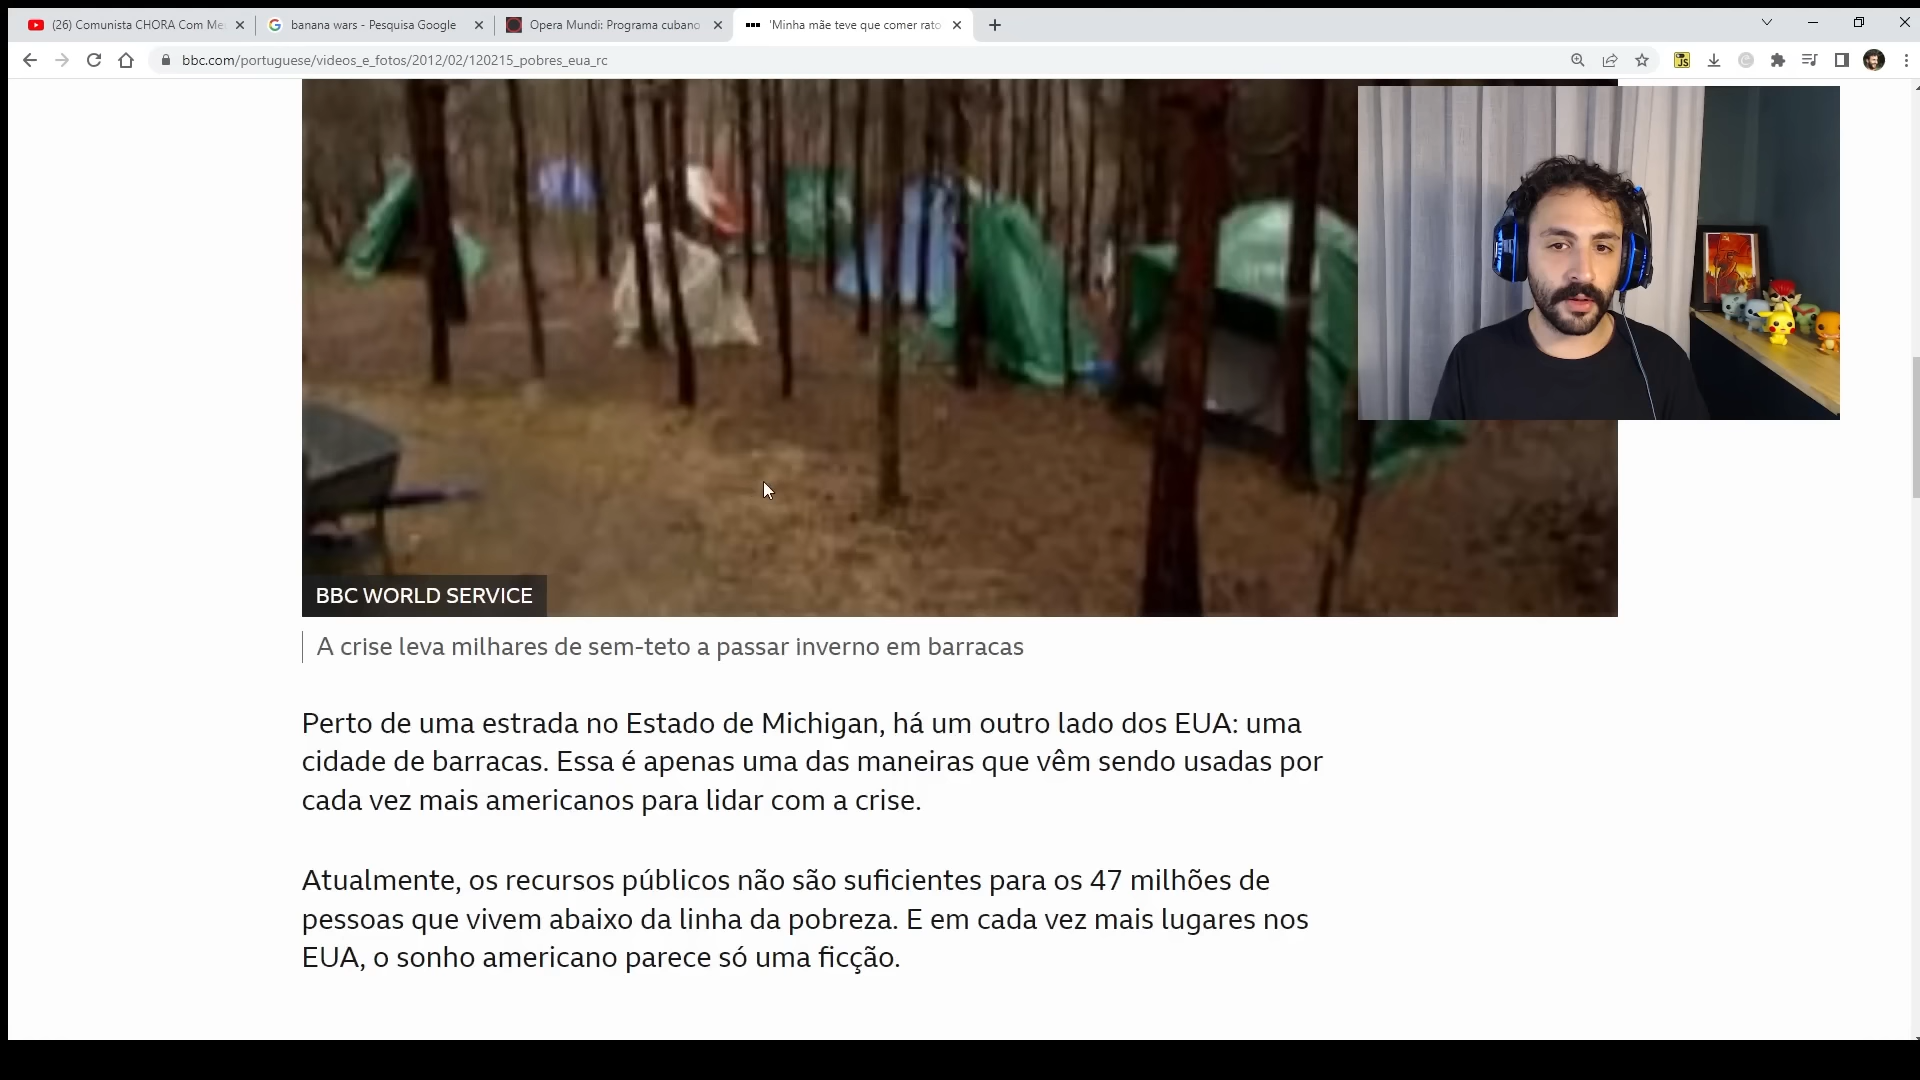 (26) Comunista CHORA Com Me
banana wars - Pesquisa Google
Opera Mundi: Programa cubano
'Minha mãe teve que comer rato
bbc.com/portuguese/videos_e_fotos/2012/02/120215_pobres_eua_rc
JS
BBC WORLD SERVICE
A crise leva milhares de sem-teto a passar inverno em barracas
Perto de uma estrada no Estado de Michigan, há um outro lado dos EUA: uma
cidade de barracas. Essa é apenas uma das maneiras que vêm sendo usadas por
cada vez mais americanos para lidar com a crise.
Atualmente, os recursos públicos não são suficientes para os 47 milhões de
pessoas que vivem abaixo da linha da pobreza. E em cada vez mais lugares nos
EUA, o sonho americano parece só uma ficção.